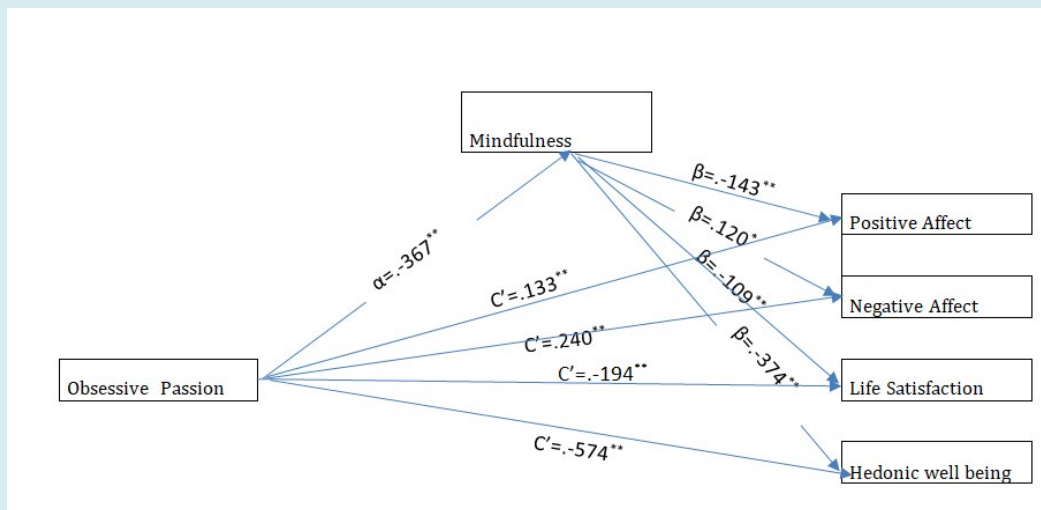 Mindfulness
β=.-143**
Positive Affect
β=.120*
α=.-367**
β=.-109**
C'=.133**
Negative Affect
C'=.240**
β=.-374**
Obsessive Passion
C'=.-194**
Life Satisfaction
C'=.-574**
Hedonic well being